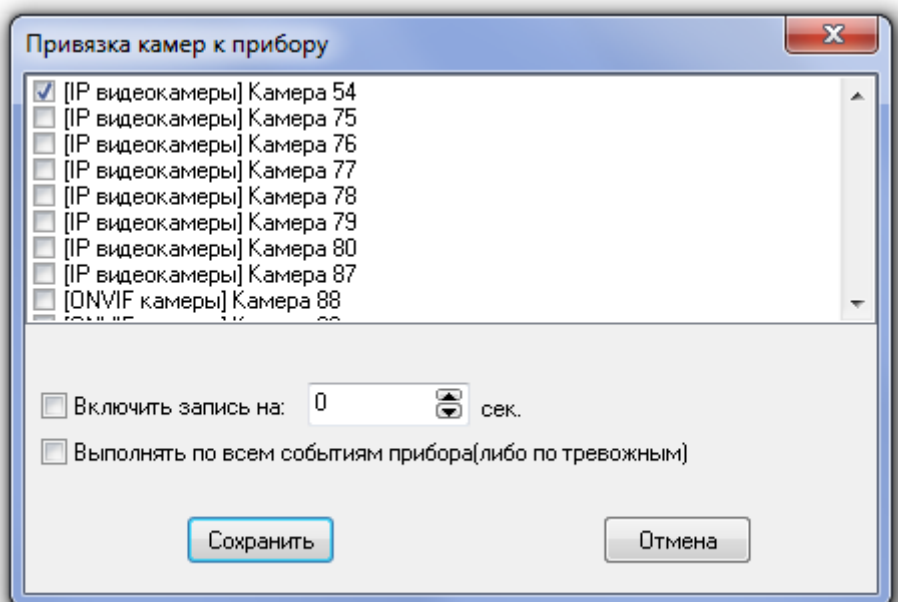 Привязка камер к прибору
[IP видеокамеры] Камера 54
[IP видеокамеры] Камера 75
[IP видеокамеры] Камера 76
[IP видеокамеры] Камера 77
[IP видеокамеры] Камера 78
[IP видеокамеры] Камера 79
[IP видеокамеры] Камера 80
[IP видеокамеры] Камера 87
[ONVIF камеры] Камера 88
Включить запись на: 0 сек.
Выполнять по всем событиям прибора(либо по тревожным)
Сохранить Отмена